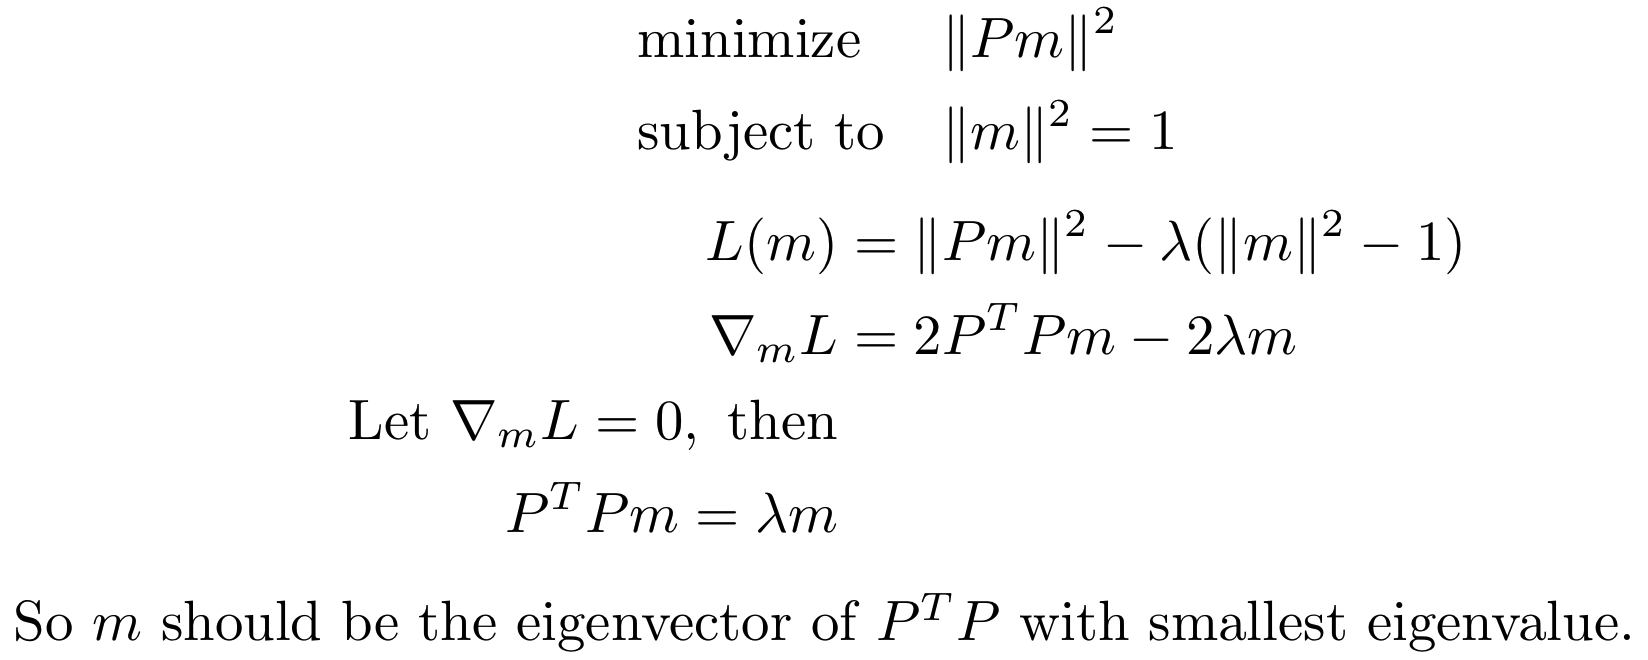 minimize ‖Pm‖²
subject to ‖m‖² = 1
L(m) = ‖Pm‖² − λ(‖m‖² − 1)
∇ₘL = 2PᵀPm − 2λm
Let ∇ₘL = 0, then
PᵀPm = λm
So m should be the eigenvector of PᵀP with smallest eigenvalue.